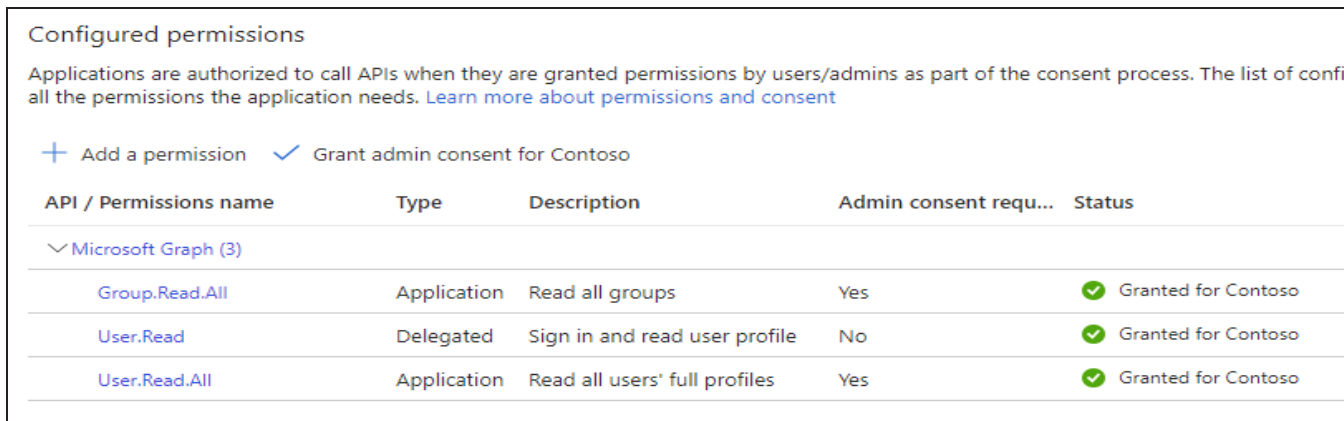 Configured permissions
Applications are authorized to call APIs when they are granted permissions by users/admins as part of the consent process. The list of confi
all the permissions the application needs. Learn more about permissions and consent
Add a permission Grant admin consent for Contoso
API / Permissions name Type Description Admin consent requ... Status
Microsoft Graph (3)
Group.Read.All Application Read all groups Yes Granted for Contoso
User.Read Delegated Sign in and read user profile No Granted for Contoso
User.Read.All Application Read all users' full profiles Yes Granted for Contoso